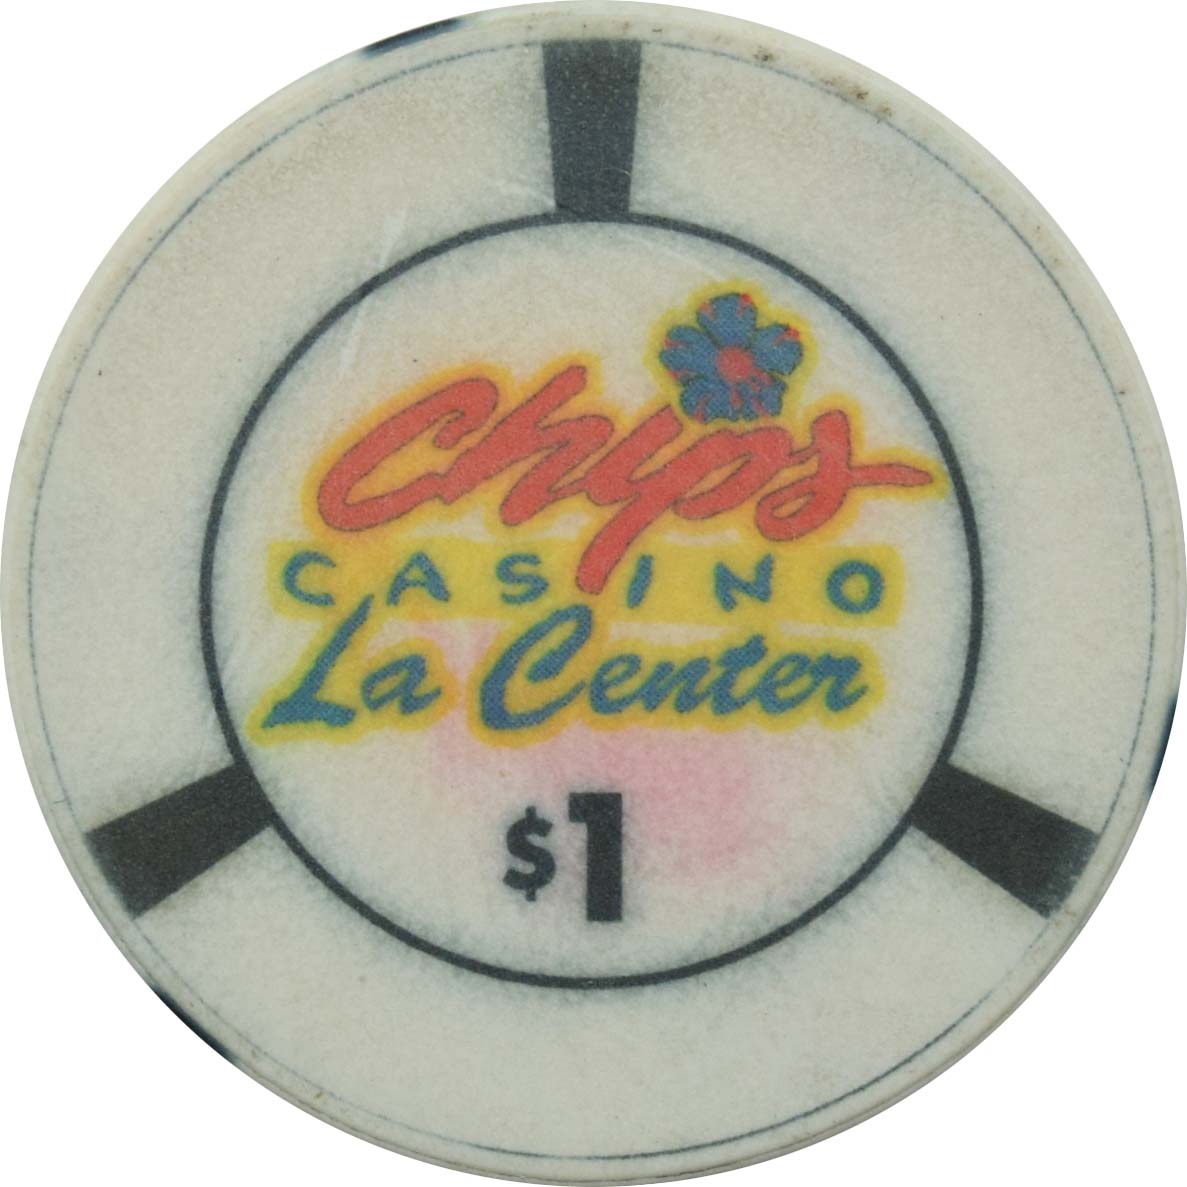 Chips
CASINO
La Center
$1